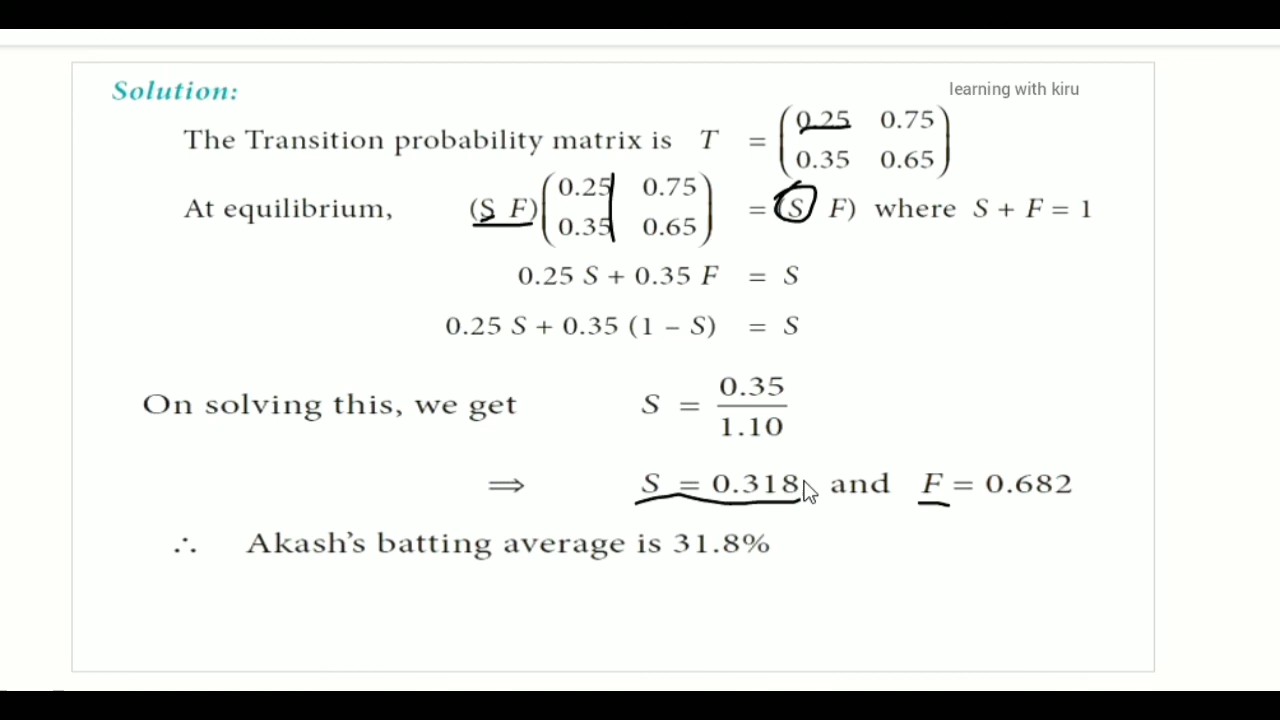 Solution:
learning with kiru
The Transition probability matrix is T = ( 0.25 0.75
0.35 0.65 )
At equilibrium, (S F) ( 0.25 0.75
0.35 0.65 ) = (S F) where S + F = 1
0.25 S + 0.35 F = S
0.25 S + 0.35 (1 – S) = S
On solving this, we get S = 0.35
1.10
⟹ S = 0.318 and F = 0.682
∴ Akash's batting average is 31.8%